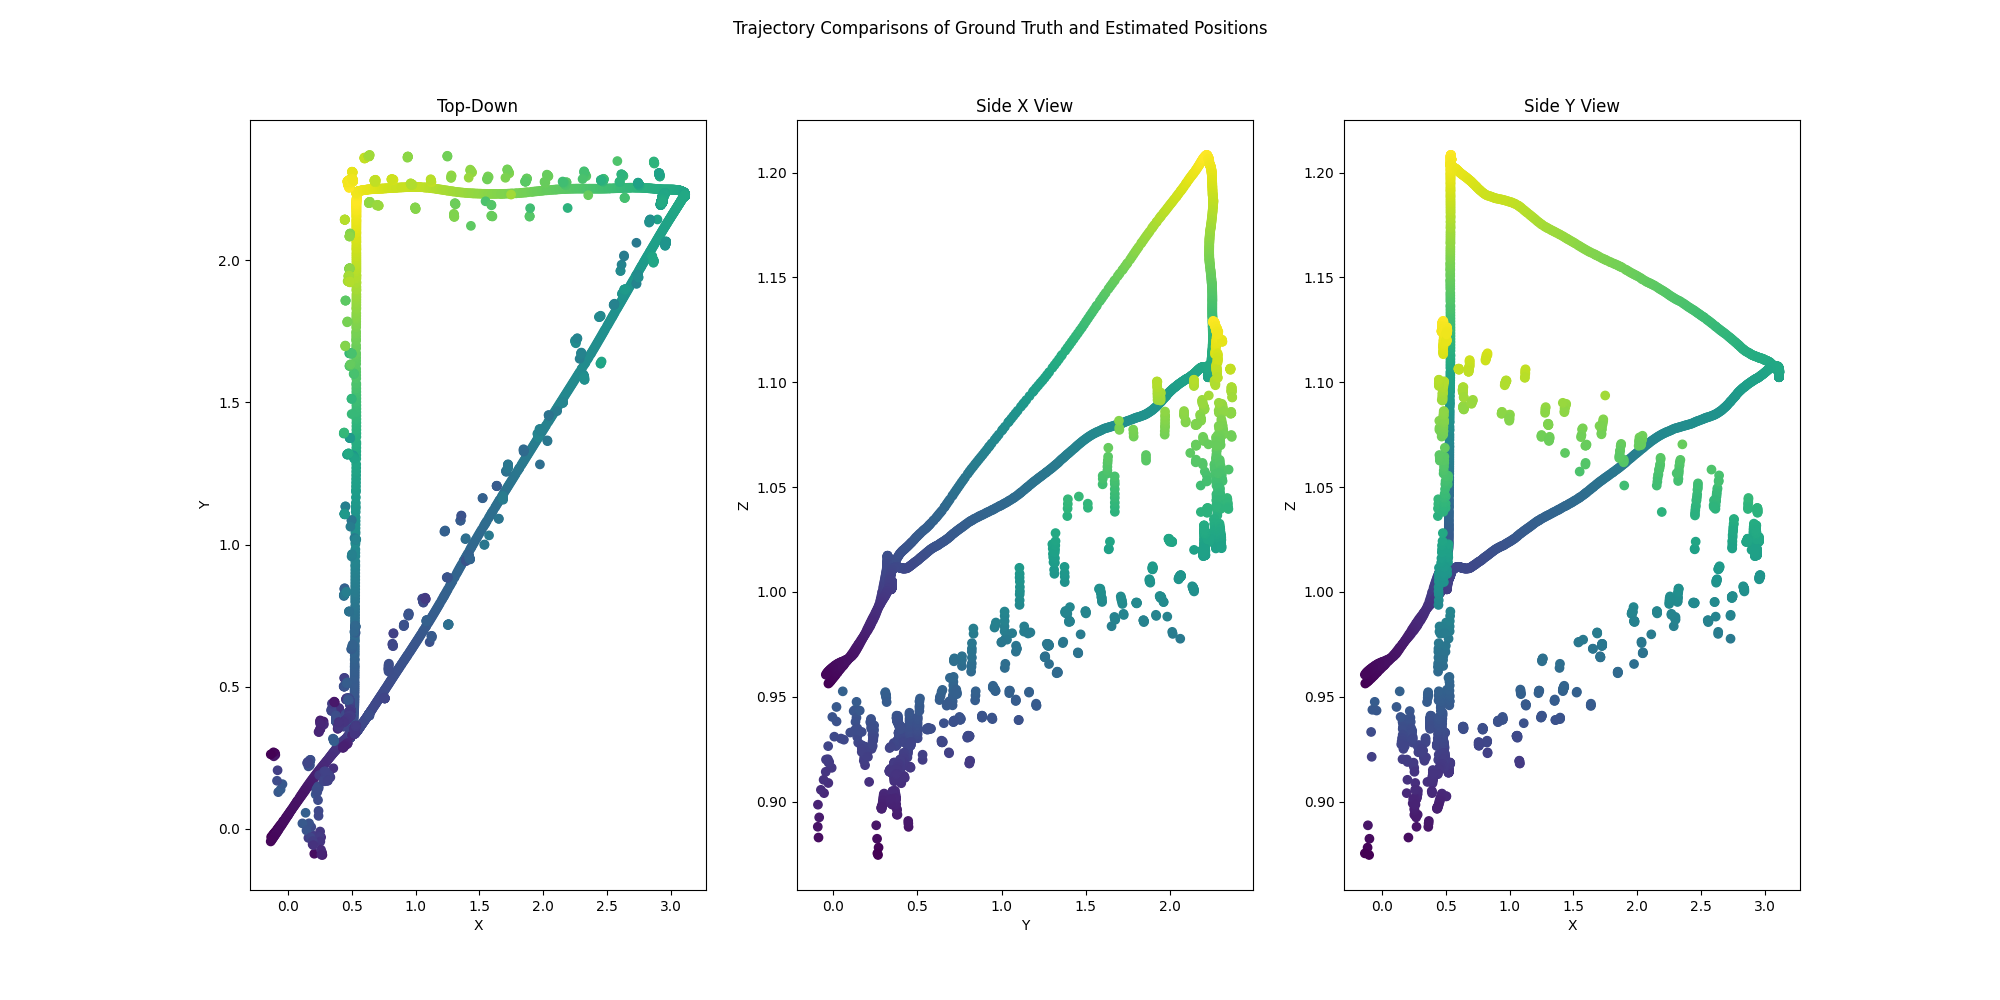 Trajectory Comparisons of Ground Truth and Estimated Positions
Top-Down
Y
2.0
1.5
1.0
0.5
0.0
0.0 0.5 1.0 1.5 2.0 2.5 3.0
X
Side X View
Z
1.20
1.15
1.10
1.05
1.00
0.95
0.90
0.0 0.5 1.0 1.5 2.0
Y
Side Y View
Z
1.20
1.15
1.10
1.05
1.00
0.95
0.90
0.0 0.5 1.0 1.5 2.0 2.5 3.0
X